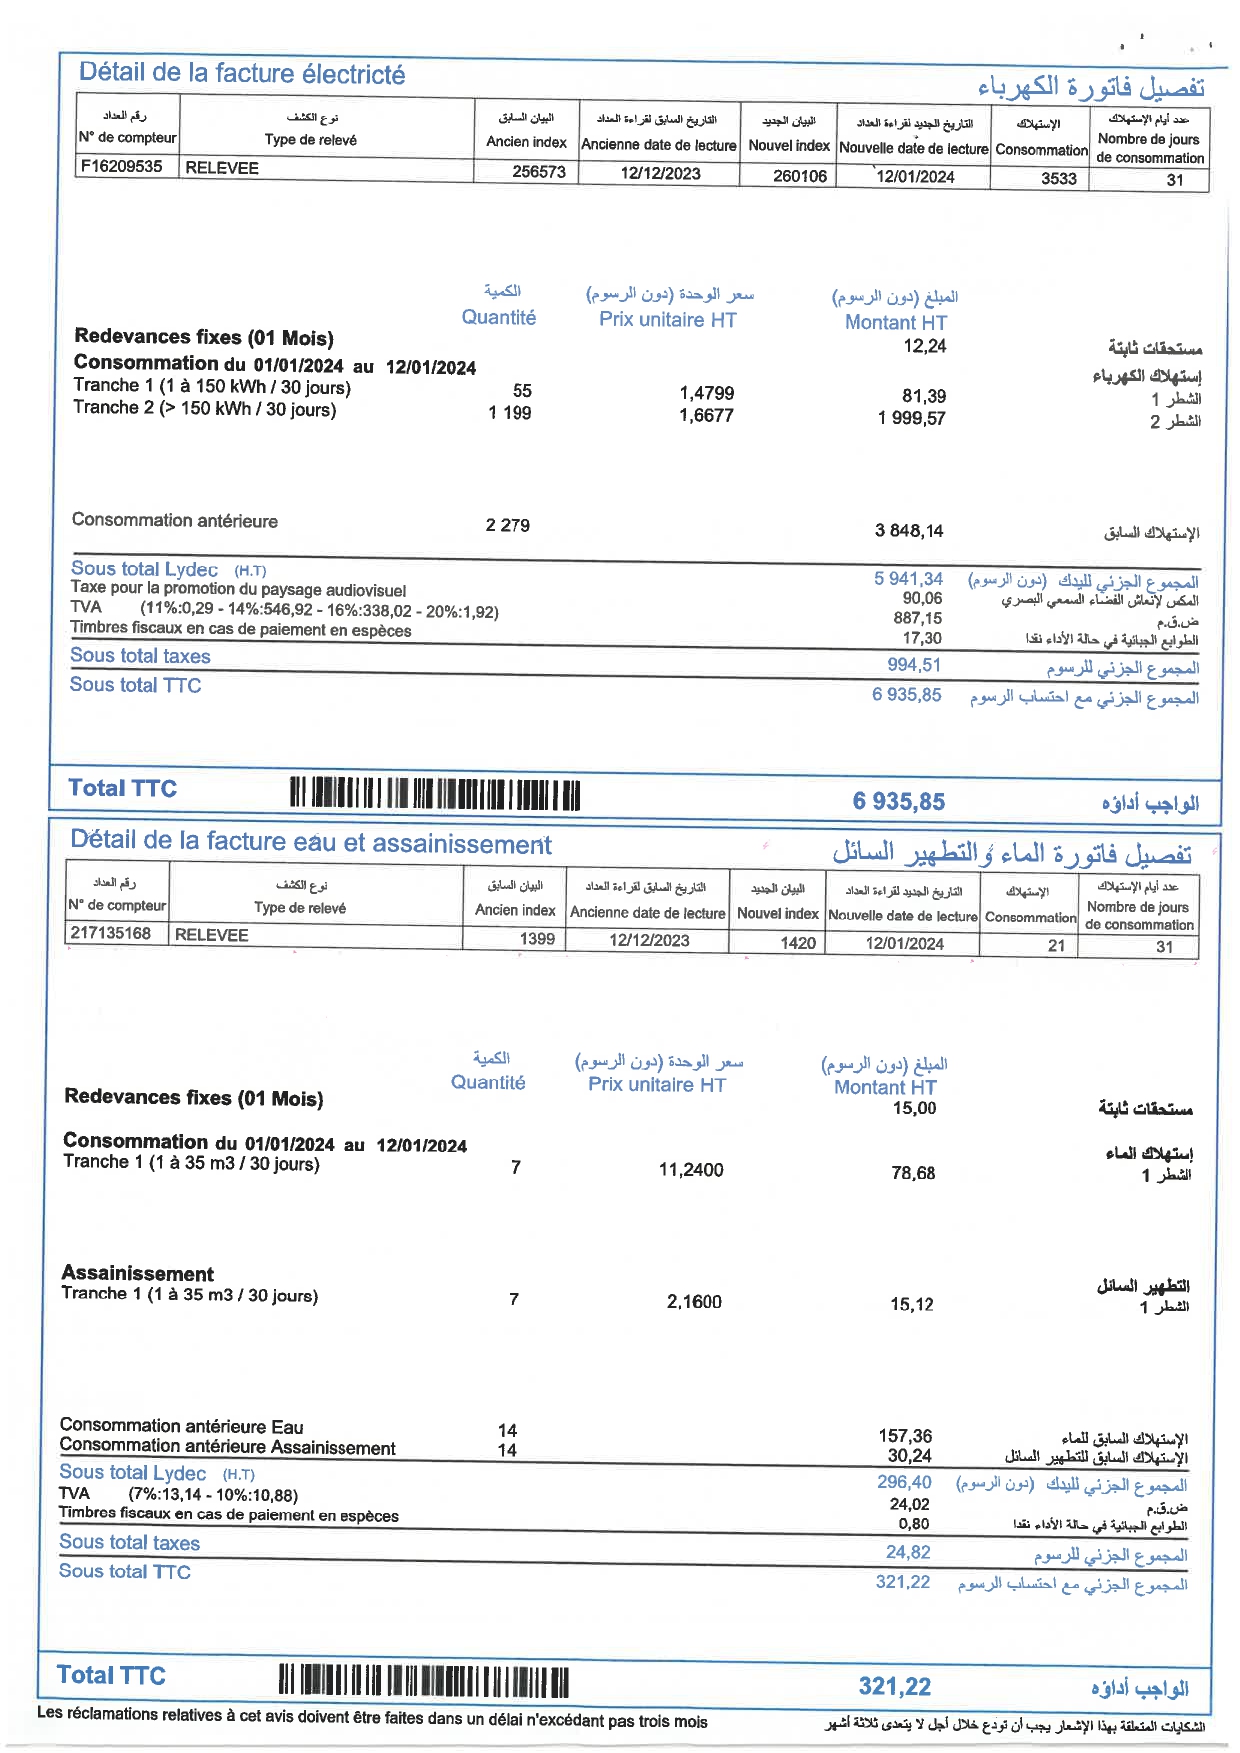 Détail de la facture électricté تفصيل فاتورة الكهرباء
رقم العداد نوع الكشف البيان السابق التاريخ السابق لقراءة العداد البيان الجديد التاريخ الجديد لقراءة العداد الإستهلاك عدد أيام الإستهلاك
N° de compteur Type de relevé Ancien index Ancienne date de lecture Nouvel index Nouvelle date de lecture Consommation Nombre de jours de consommation
F16209535 RELEVEE 256573 12/12/2023 260106 12/01/2024 3533 31
الكمية سعر الوحدة (دون الرسوم) المبلغ (دون الرسوم)
Quantité Prix unitaire HT Montant HT
Redevances fixes (01 Mois) 12,24 مستحقات ثابتة
Consommation du 01/01/2024 au 12/01/2024 إستهلاك الكهرباء
Tranche 1 (1 à 150 kWh / 30 jours) 55 1,4799 81,39 الشطر 1
Tranche 2 (> 150 kWh / 30 jours) 1 199 1,6677 1 999,57 الشطر 2
Consommation antérieure 2 279 3 848,14 الإستهلاك السابق
Sous total Lydec (H.T) 5 941,34 المجموع الجزئي لليدك (دون الرسوم)
Taxe pour la promotion du paysage audiovisuel 90,06 المكس لإنعاش الفضاء السمعي البصري
TVA (11%:0,29 - 14%:546,92 - 16%:338,02 - 20%:1,92) 887,15 ض.ق.م
Timbres fiscaux en cas de paiement en espèces 17,30 الطوابع الجبائية في حالة الأداء نقدا
Sous total taxes 994,51 المجموع الجزئي للرسوم
Sous total TTC 6 935,85 المجموع الجزئي مع احتساب الرسوم
Total TTC 6 935,85 الواجب أداؤه
Détail de la facture eau et assainissement تفصيل فاتورة الماء و التطهير السائل
رقم العداد نوع الكشف البيان السابق التاريخ السابق لقراءة العداد البيان الجديد التاريخ الجديد لقراءة العداد الإستهلاك عدد أيام الإستهلاك
N° de compteur Type de relevé Ancien index Ancienne date de lecture Nouvel index Nouvelle date de lecture Consommation Nombre de jours de consommation
217135168 RELEVEE 1399 12/12/2023 1420 12/01/2024 21 31
الكمية سعر الوحدة (دون الرسوم) المبلغ (دون الرسوم)
Quantité Prix unitaire HT Montant HT
Redevances fixes (01 Mois) 15,00 مستحقات ثابتة
Consommation du 01/01/2024 au 12/01/2024 إستهلاك الماء
Tranche 1 (1 à 35 m3 / 30 jours) 7 11,2400 78,68 الشطر 1
Assainissement التطهير السائل
Tranche 1 (1 à 35 m3 / 30 jours) 7 2,1600 15,12 الشطر 1
Consommation antérieure Eau 14 157,36 الإستهلاك السابق للماء
Consommation antérieure Assainissement 14 30,24 الإستهلاك السابق للتطهير السائل
Sous total Lydec (H.T) 296,40 المجموع الجزئي لليدك (دون الرسوم)
TVA (7%:13,14 - 10%:10,88) 24,02 ض.ق.م
Timbres fiscaux en cas de paiement en espèces 0,80 الطوابع الجبائية في حالة الأداء نقدا
Sous total taxes 24,82 المجموع الجزئي للرسوم
Sous total TTC 321,22 المجموع الجزئي مع احتساب الرسوم
Total TTC 321,22 الواجب أداؤه
Les réclamations relatives à cet avis doivent être faites dans un délai n'excédant pas trois mois الشكايات المتعلقة بهذا الإشعار يجب أن تودع خلال أجل لا يتعدى ثلاثة أشهر